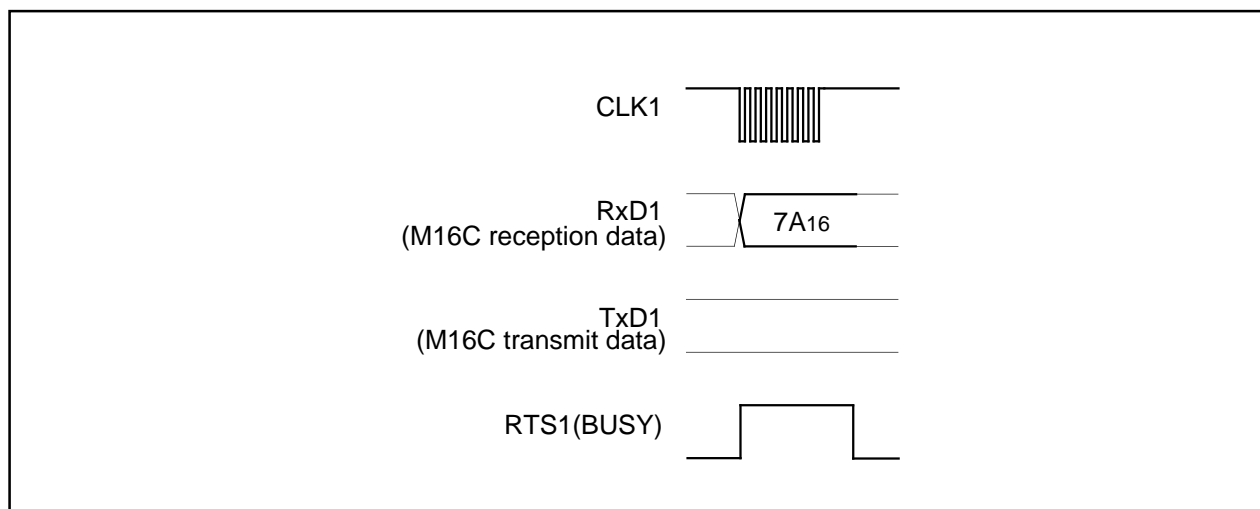 CLK1
RxD1
(M16C reception data)
7A16
TxD1
(M16C transmit data)
RTS1(BUSY)